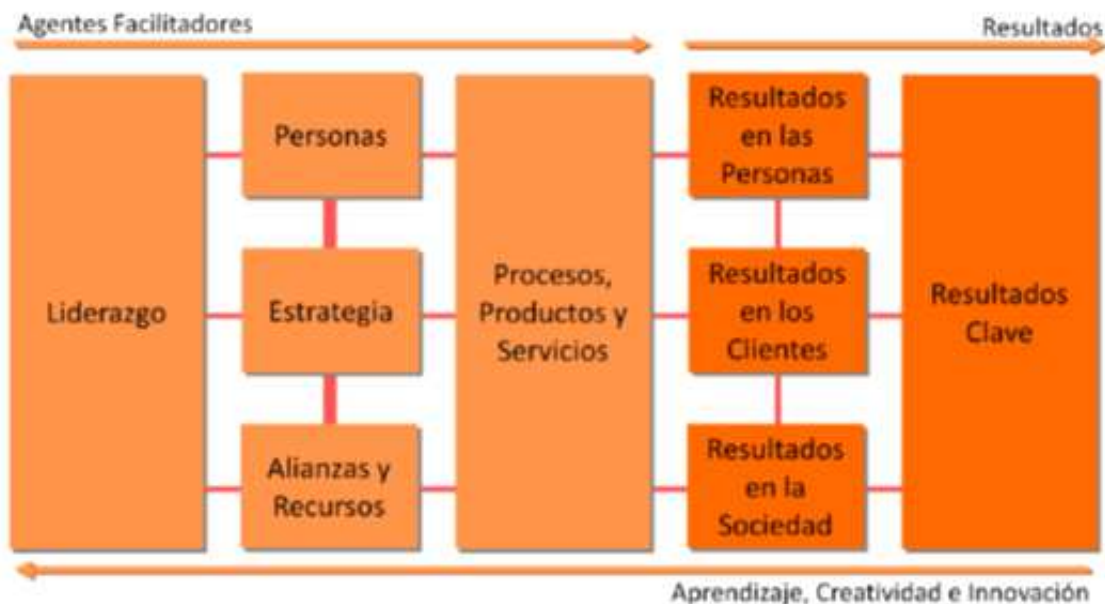 Agentes Facilitadores
Resultados
Liderazgo
Personas
Estrategia
Alianzas y
Recursos
Procesos,
Productos y
Servicios
Resultados
en las
Personas
Resultados
en los
Clientes
Resultados
en la
Sociedad
Resultados
Clave
Aprendizaje, Creatividad e Innovación